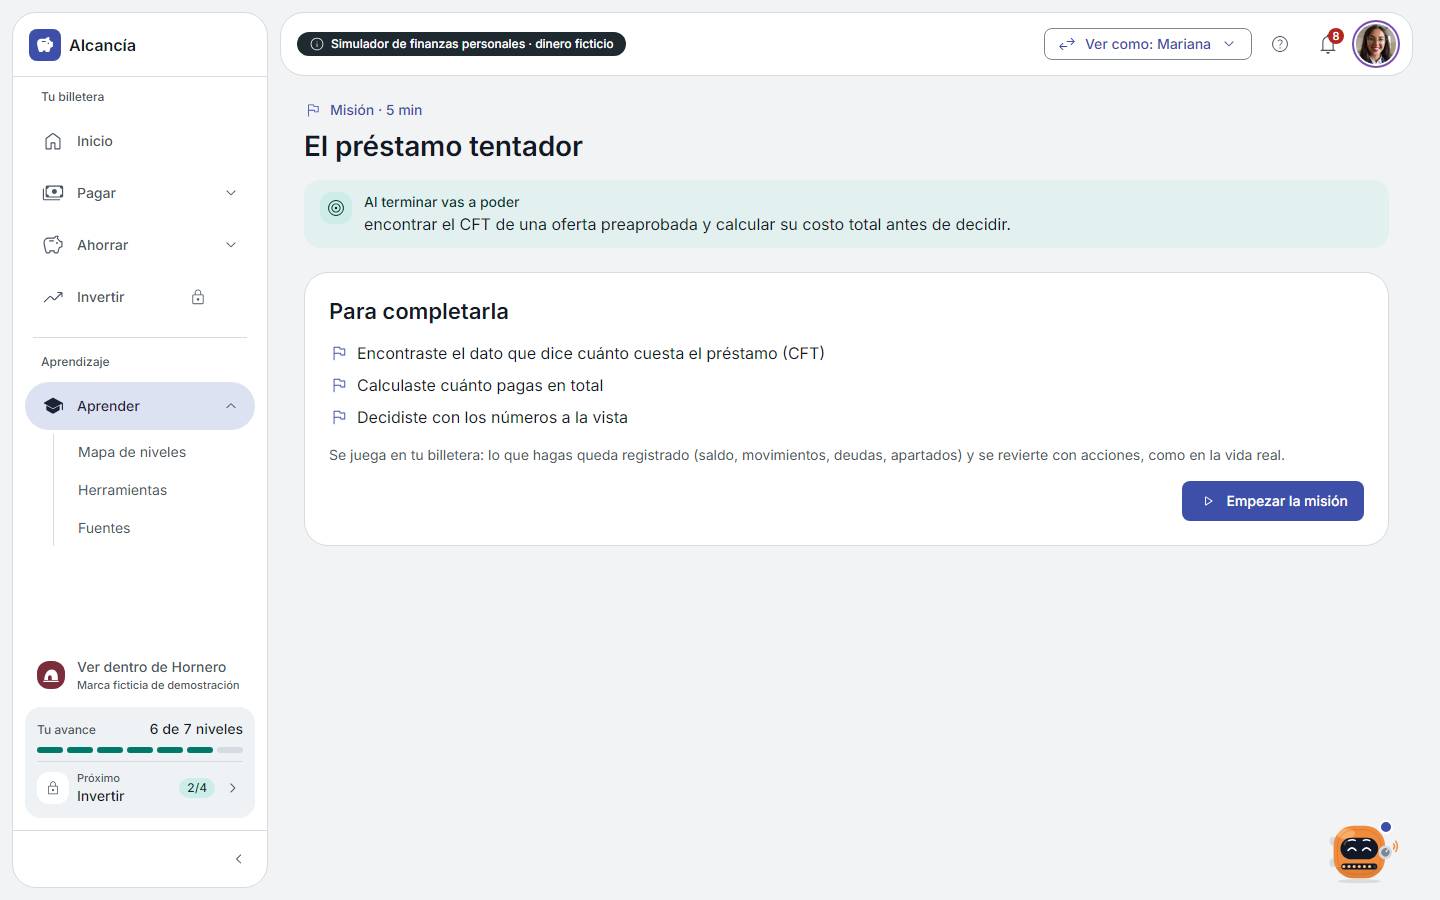 Alcancía
Tu billetera
Inicio
Pagar
Ahorrar
Invertir
Aprendizaje
Aprender
Mapa de niveles
Herramientas
Fuentes
Ver dentro de Hornero
Marca ficticia de demostración
Tu avance
6 de 7 niveles
Próximo
Invertir
2/4
Simulador de finanzas personales · dinero ficticio
Ver como: Mariana
8
Misión · 5 min
El préstamo tentador
Al terminar vas a poder
encontrar el CFT de una oferta preaprobada y calcular su costo total antes de decidir.
Para completarla
Encontraste el dato que dice cuánto cuesta el préstamo (CFT)
Calculaste cuánto pagas en total
Decidiste con los números a la vista
Se juega en tu billetera: lo que hagas queda registrado (saldo, movimientos, deudas, apartados) y se revierte con acciones, como en la vida real.
Empezar la misión